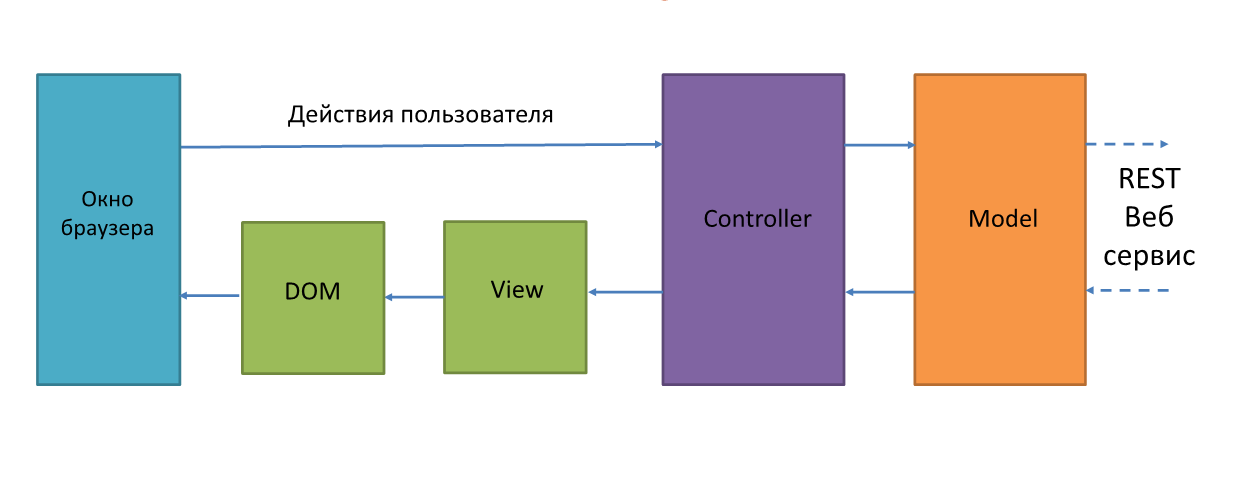 Действия пользователя
Окно
браузера
DOM
View
Controller
Model
REST
Веб
сервис